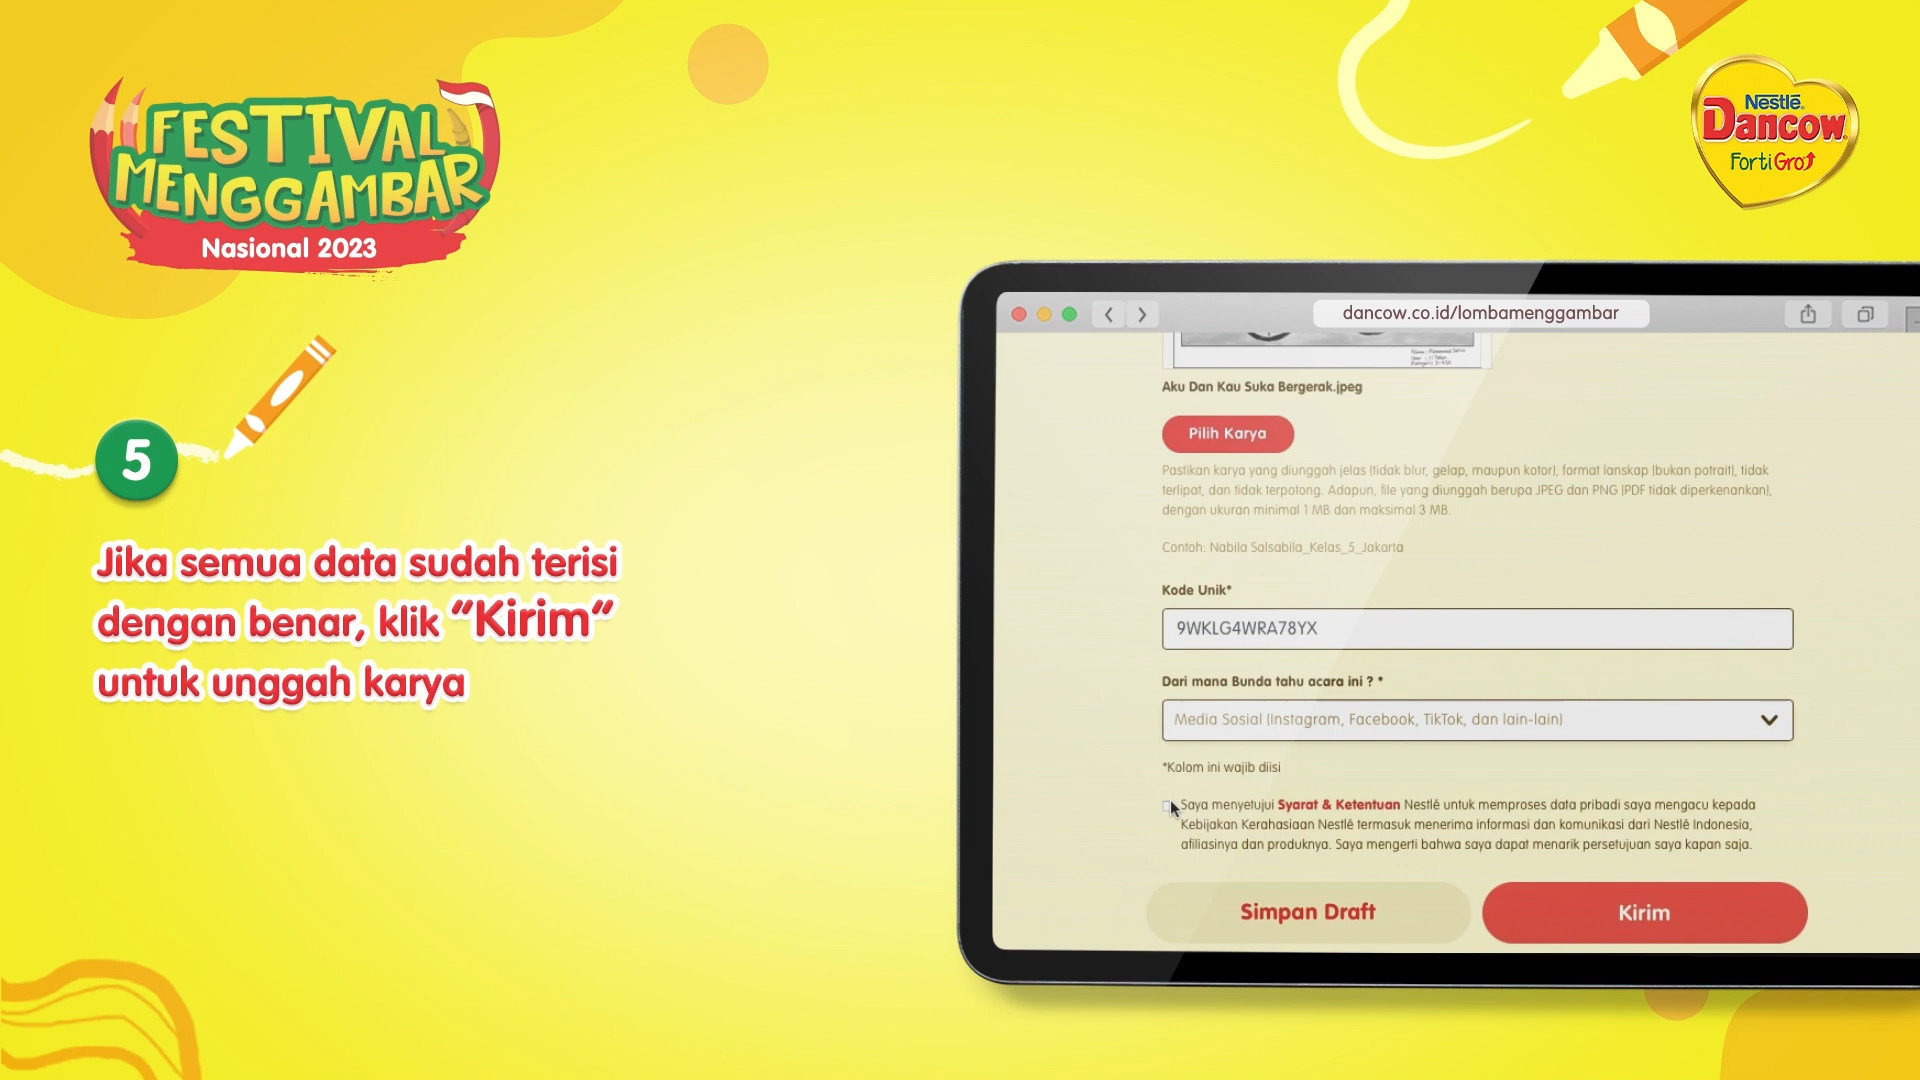 FESTIVAL
MENGGAMBAR
Nasional 2023
Nestlé
Dancow
FortiGro
5
Jika semua data sudah terisi
dengan benar, klik "Kirim"
untuk unggah karya
dancow.co.id/lombamenggambar
Aku Dan Kau Suka Bergerak.jpeg
Pilih Karya
Pastikan karya yang diunggah jelas (tidak blur, gelap, maupun kotor), format lanskap (bukan potrait), tidak
terlipat, dan tidak terpotong. Adapun, file yang diunggah berupa JPEG dan PNG (PDF tidak diperkenankan),
dengan ukuran minimal 1 MB dan maksimal 3 MB.
Contoh: Nabila Salsabila_Kelas_5_Jakarta
Kode Unik*
9WKLG4WRA78YX
Dari mana Bunda tahu acara ini ? *
Media Sosial (Instagram, Facebook, TikTok, dan lain-lain)
*Kolom ini wajib diisi
Saya menyetujui Syarat & Ketentuan Nestlé untuk memproses data pribadi saya mengacu kepada
Kebijakan Kerahasiaan Nestlé termasuk menerima informasi dan komunikasi dari Nestlé Indonesia,
afiliasinya dan produknya. Saya mengerti bahwa saya dapat menarik persetujuan saya kapan saja.
Simpan Draft
Kirim